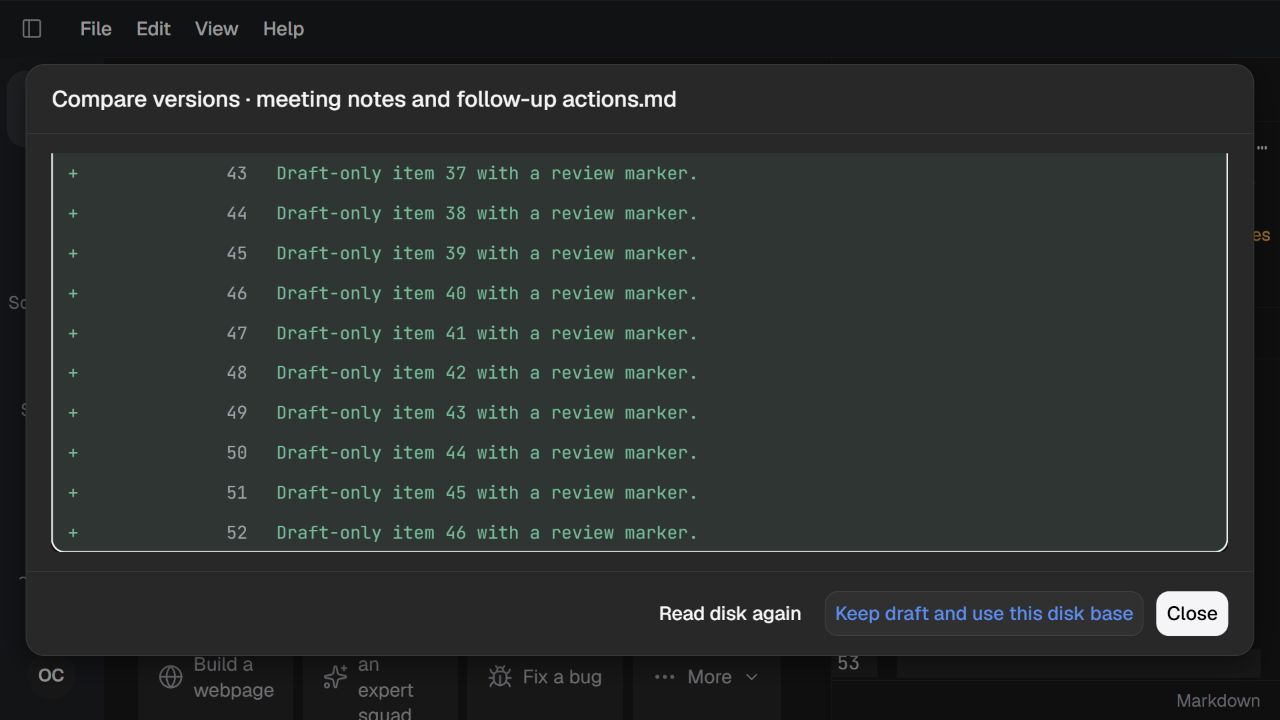 File Edit View Help
Compare versions · meeting notes and follow-up actions.md
+ 43 Draft-only item 37 with a review marker.
+ 44 Draft-only item 38 with a review marker.
+ 45 Draft-only item 39 with a review marker.
+ 46 Draft-only item 40 with a review marker.
+ 47 Draft-only item 41 with a review marker.
+ 48 Draft-only item 42 with a review marker.
+ 49 Draft-only item 43 with a review marker.
+ 50 Draft-only item 44 with a review marker.
+ 51 Draft-only item 45 with a review marker.
+ 52 Draft-only item 46 with a review marker.
Read disk again
Keep draft and use this disk base
Close
OC
Build a
webpage
an
expert
squad
Fix a bug
More
53
Markdown